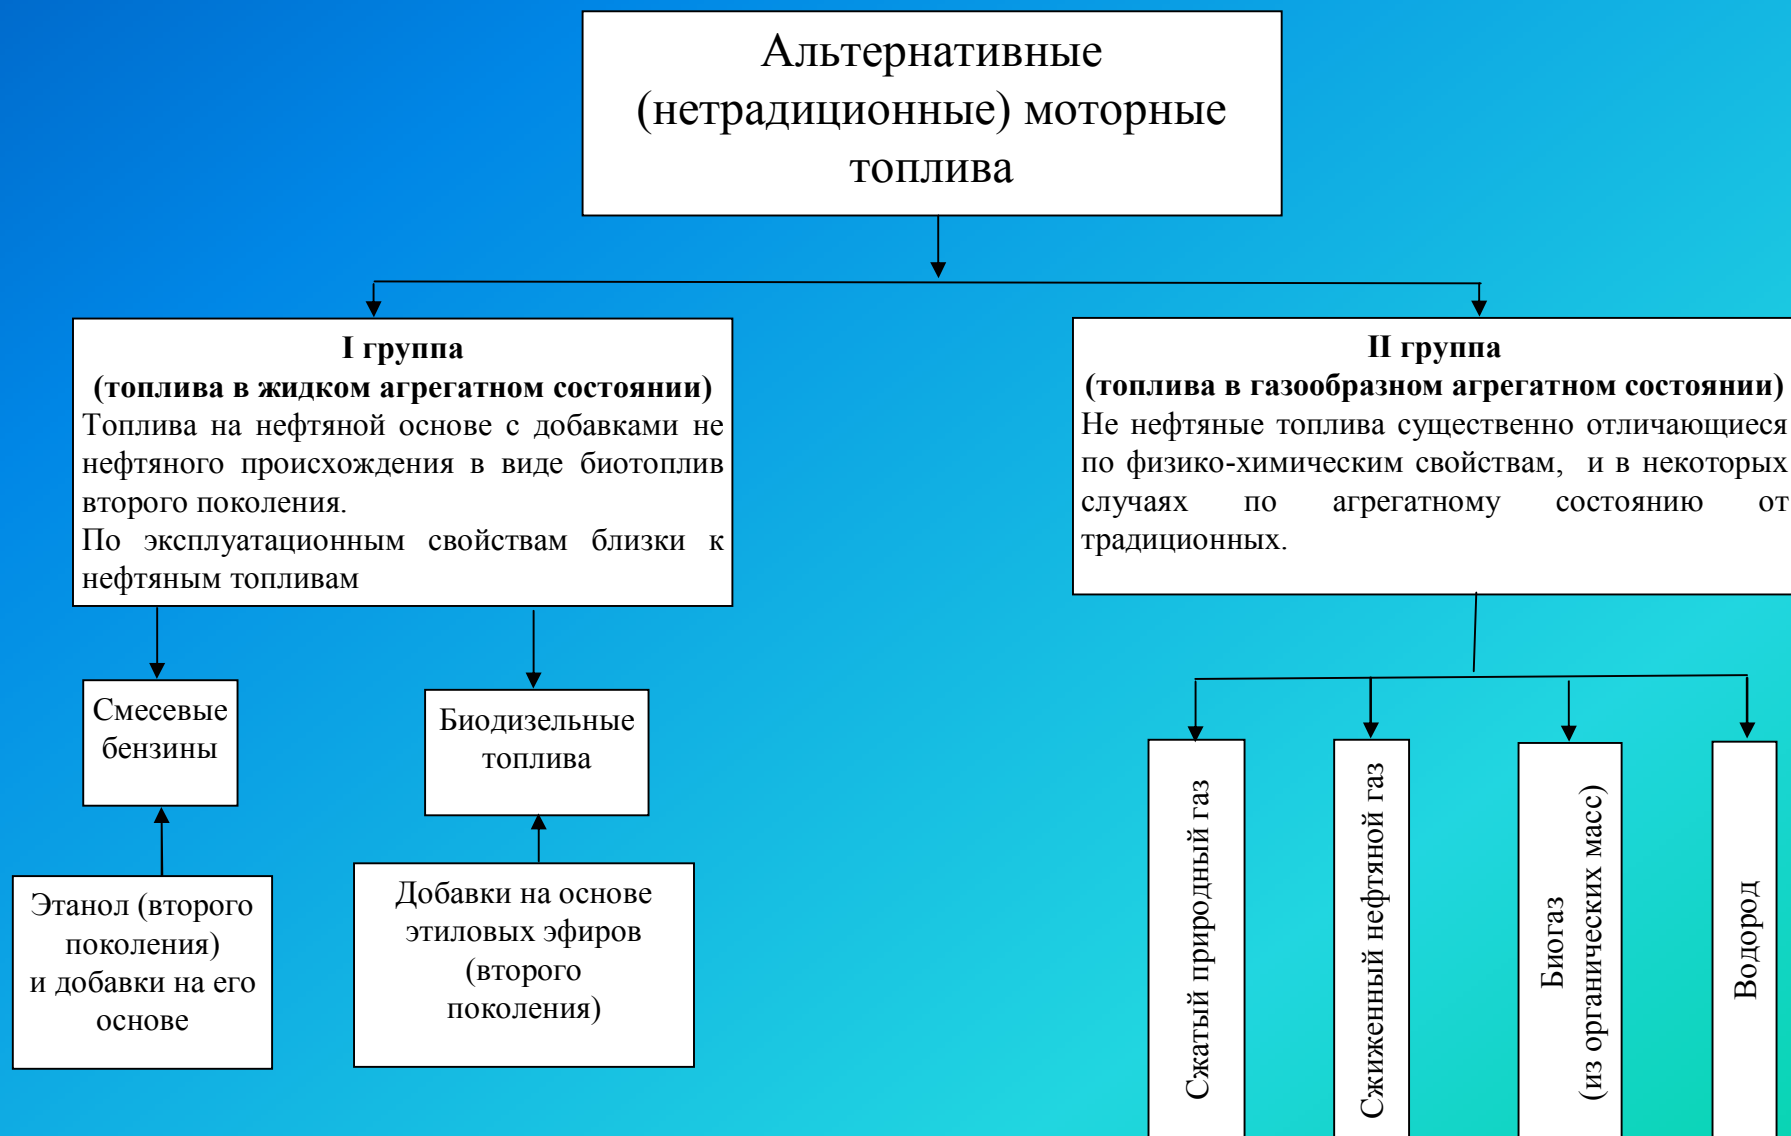 Альтернативные
(нетрадиционные) моторные
топлива
I группа
(топлива в жидком агрегатном состоянии)
Топлива на нефтяной основе с добавками не
нефтяного происхождения в виде биотоплив
второго поколения.
По эксплуатационным свойствам близки к
нефтяным топливам
II группа
(топлива в газообразном агрегатном состоянии)
Не нефтяные топлива существенно отличающиеся
по физико-химическим свойствам, и в некоторых
случаях по агрегатному состоянию от
традиционных.
Смесевые
бензины
Биодизельные
топлива
Этанол (второго
поколения)
и добавки на его
основе
Добавки на основе
этиловых эфиров
(второго
поколения)
Сжатый природный газ
Сжиженный нефтяной газ
Биогаз
(из органических масс)
Водород